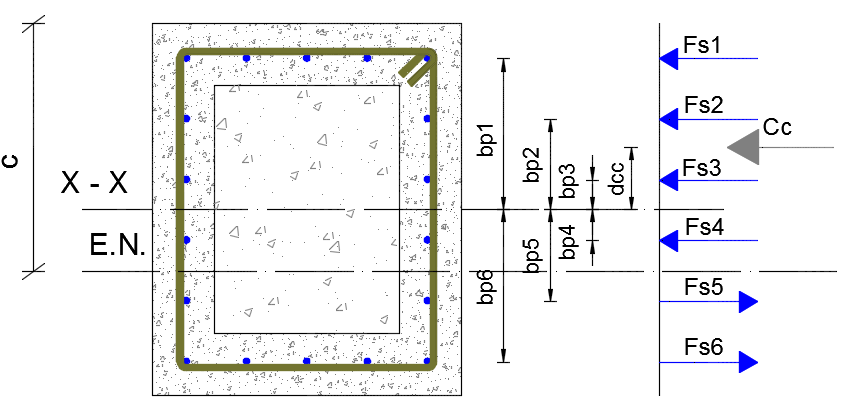 c
X - X
E.N.
bp1
bp2
bp3
dcc
bp4
bp5
bp6
Fs1
Fs2
Cc
Fs3
Fs4
Fs5
Fs6